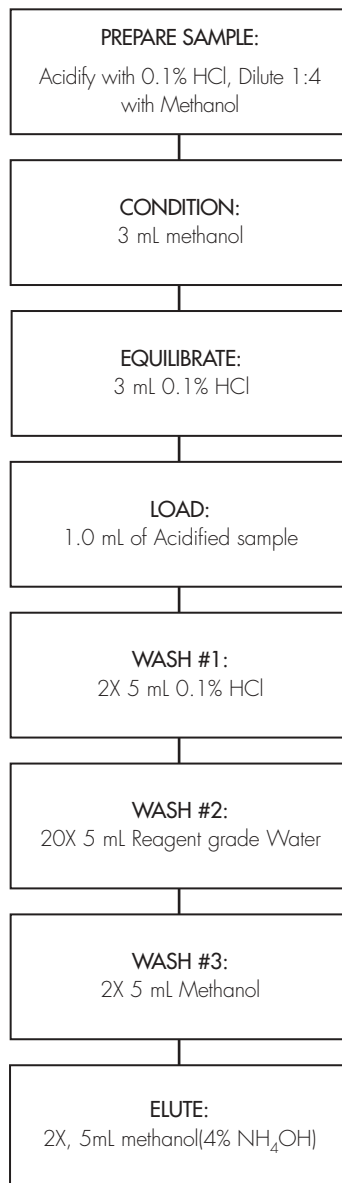 PREPARE SAMPLE:
Acidify with 0.1% HCl, Dilute 1:4
with Methanol
CONDITION:
3 mL methanol
EQUILIBRATE:
3 mL 0.1% HCl
LOAD:
1.0 mL of Acidified sample
WASH #1:
2X 5 mL 0.1% HCl
WASH #2:
20X 5 mL Reagent grade Water
WASH #3:
2X 5 mL Methanol
ELUTE:
2X, 5mL methanol(4% NH₄OH)